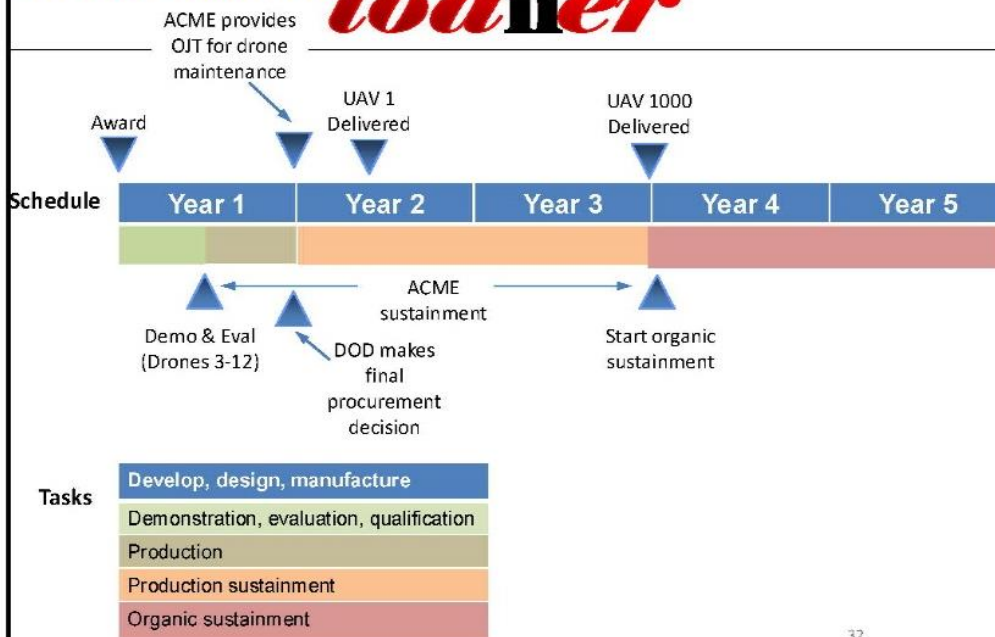 ACME provides
OJT for drone
maintenance
Award
UAV 1
Delivered
UAV 1000
Delivered
Schedule
Year 1
Year 2
Year 3
Year 4
Year 5
ACME
sustainment
Demo & Eval
(Drones 3-12)
DOD makes
final
procurement
decision
Start organic
sustainment
Tasks
Develop, design, manufacture
Demonstration, evaluation, qualification
Production
Production sustainment
Organic sustainment
32